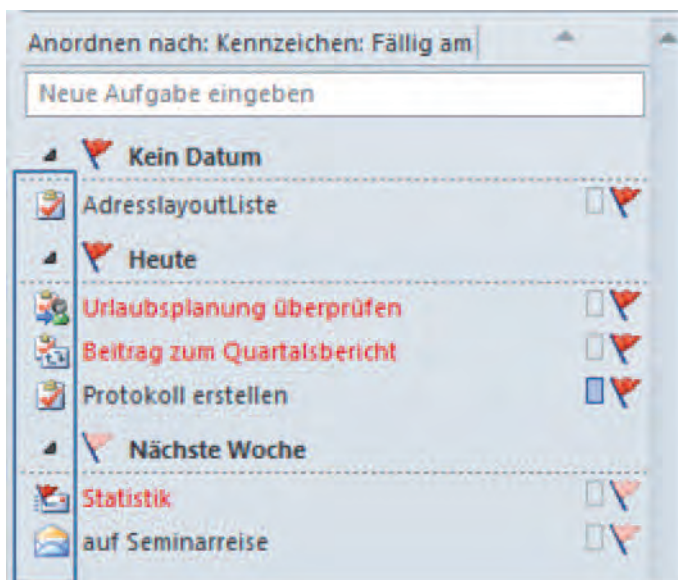 Anordnen nach: Kennzeichen: Fällig am
Neue Aufgabe eingeben
Kein Datum
AdresslayoutListe
Heute
Urlaubsplanung überprüfen
Beitrag zum Quartalsbericht
Protokoll erstellen
Nächste Woche
Statistik
auf Seminarreise